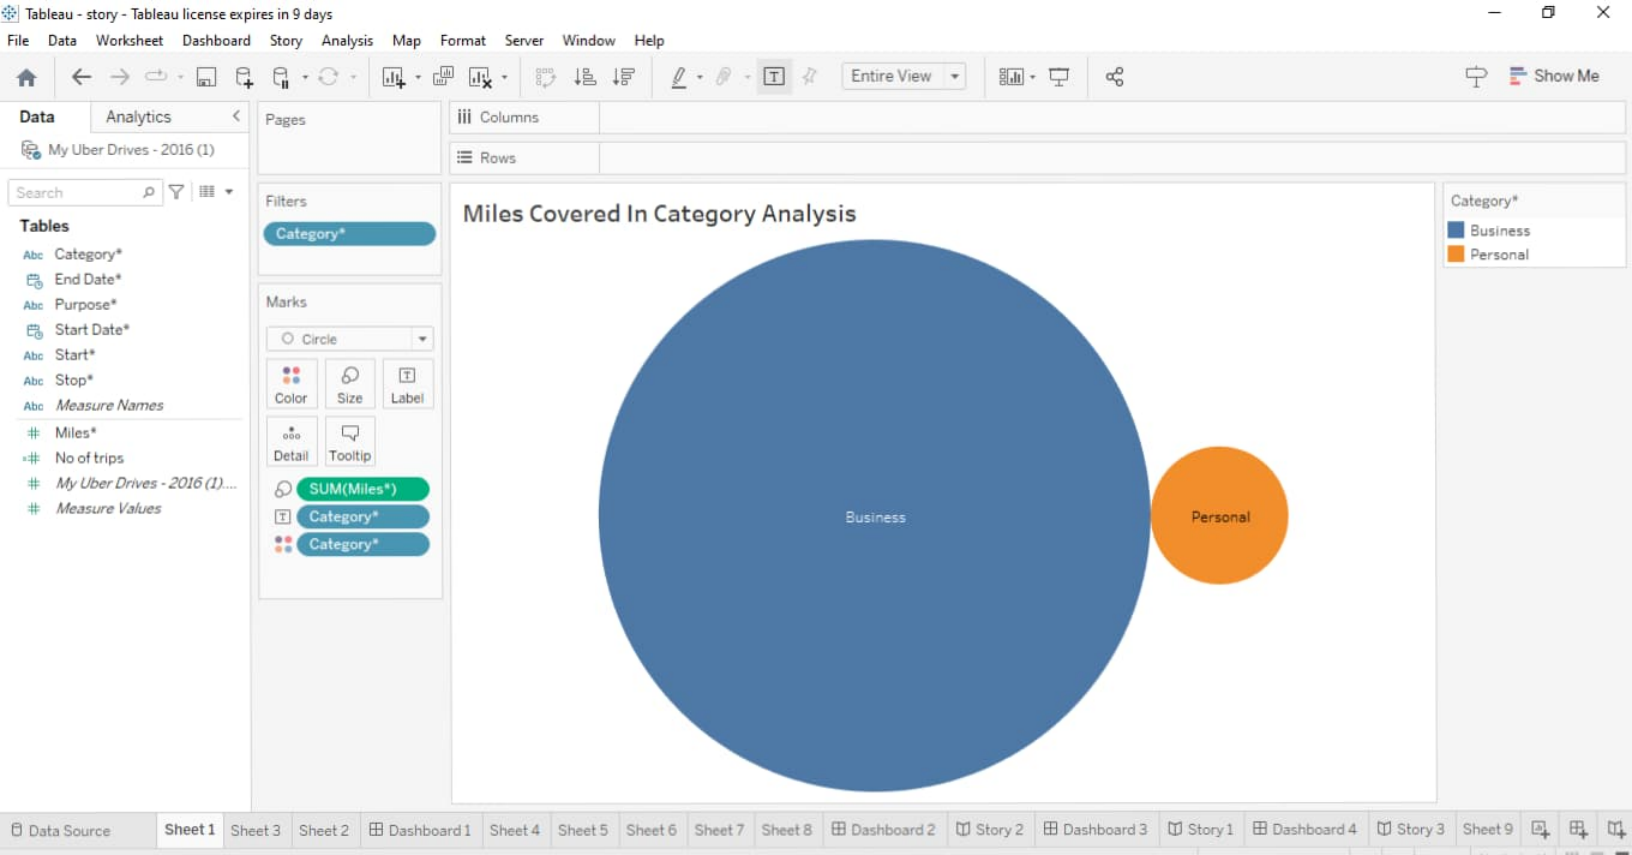 Tableau - story - Tableau license expires in 9 days
File Data Worksheet Dashboard Story Analysis Map Format Server Window Help
Entire View
Show Me
Data Analytics
My Uber Drives - 2016 (1)
Search
Tables
Abc Category*
End Date*
Abc Purpose*
Start Date*
Abc Start*
Abc Stop*
Abc Measure Names
# Miles*
=# No of trips
# My Uber Drives - 2016 (1)....
# Measure Values
Pages
Filters
Category*
Marks
Circle
Color Size Label
Detail Tooltip
SUM(Miles*)
T Category*
Category*
Columns
Rows
Miles Covered In Category Analysis
Business
Personal
Category*
Business
Personal
Data Source Sheet 1 Sheet 3 Sheet 2 Dashboard 1 Sheet 4 Sheet 5 Sheet 6 Sheet 7 Sheet 8 Dashboard 2 Story 2 Dashboard 3 Story 1 Dashboard 4 Story 3 Sheet 9